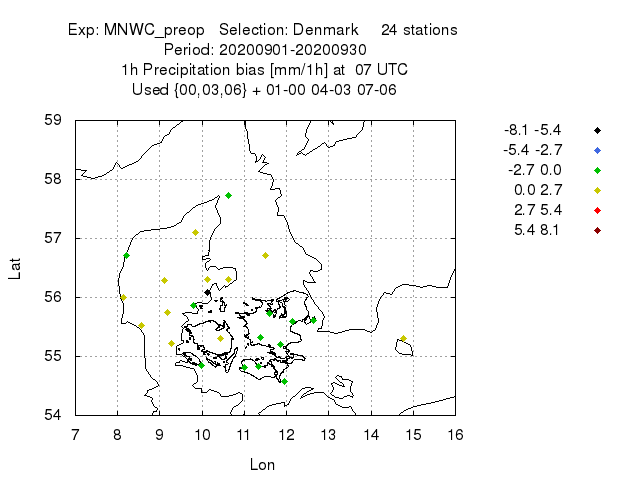 Exp: MNWC_preop   Selection: Denmark     24 stations
Period: 20200901-20200930
1h Precipitation bias [mm/1h] at  07 UTC
Used {00,03,06} + 01-00 04-03 07-06
-8.1 -5.4
-5.4 -2.7
-2.7 0.0
0.0 2.7
2.7 5.4
5.4 8.1
59
58
57
56
55
54
Lat
7 8 9 10 11 12 13 14 15 16
Lon